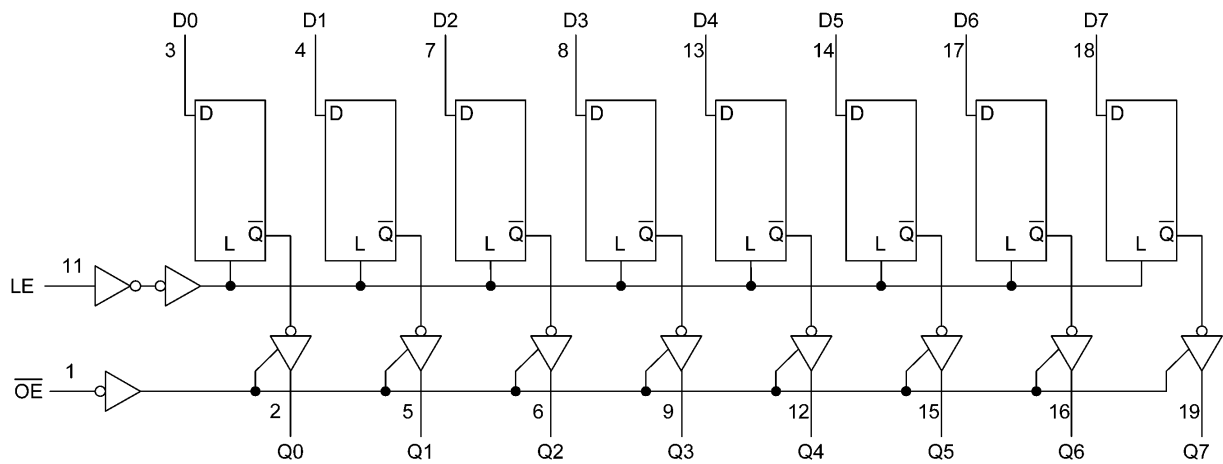 D0 D1 D2 D3 D4 D5 D6 D7
3 4 7 8 13 14 17 18
D D D D D D D D
Q̅ Q̅ Q̅ Q̅ Q̅ Q̅ Q̅ Q̅
L L L L L L L L
LE 11
O̅E̅ 1
2 5 6 9 12 15 16 19
Q0 Q1 Q2 Q3 Q4 Q5 Q6 Q7